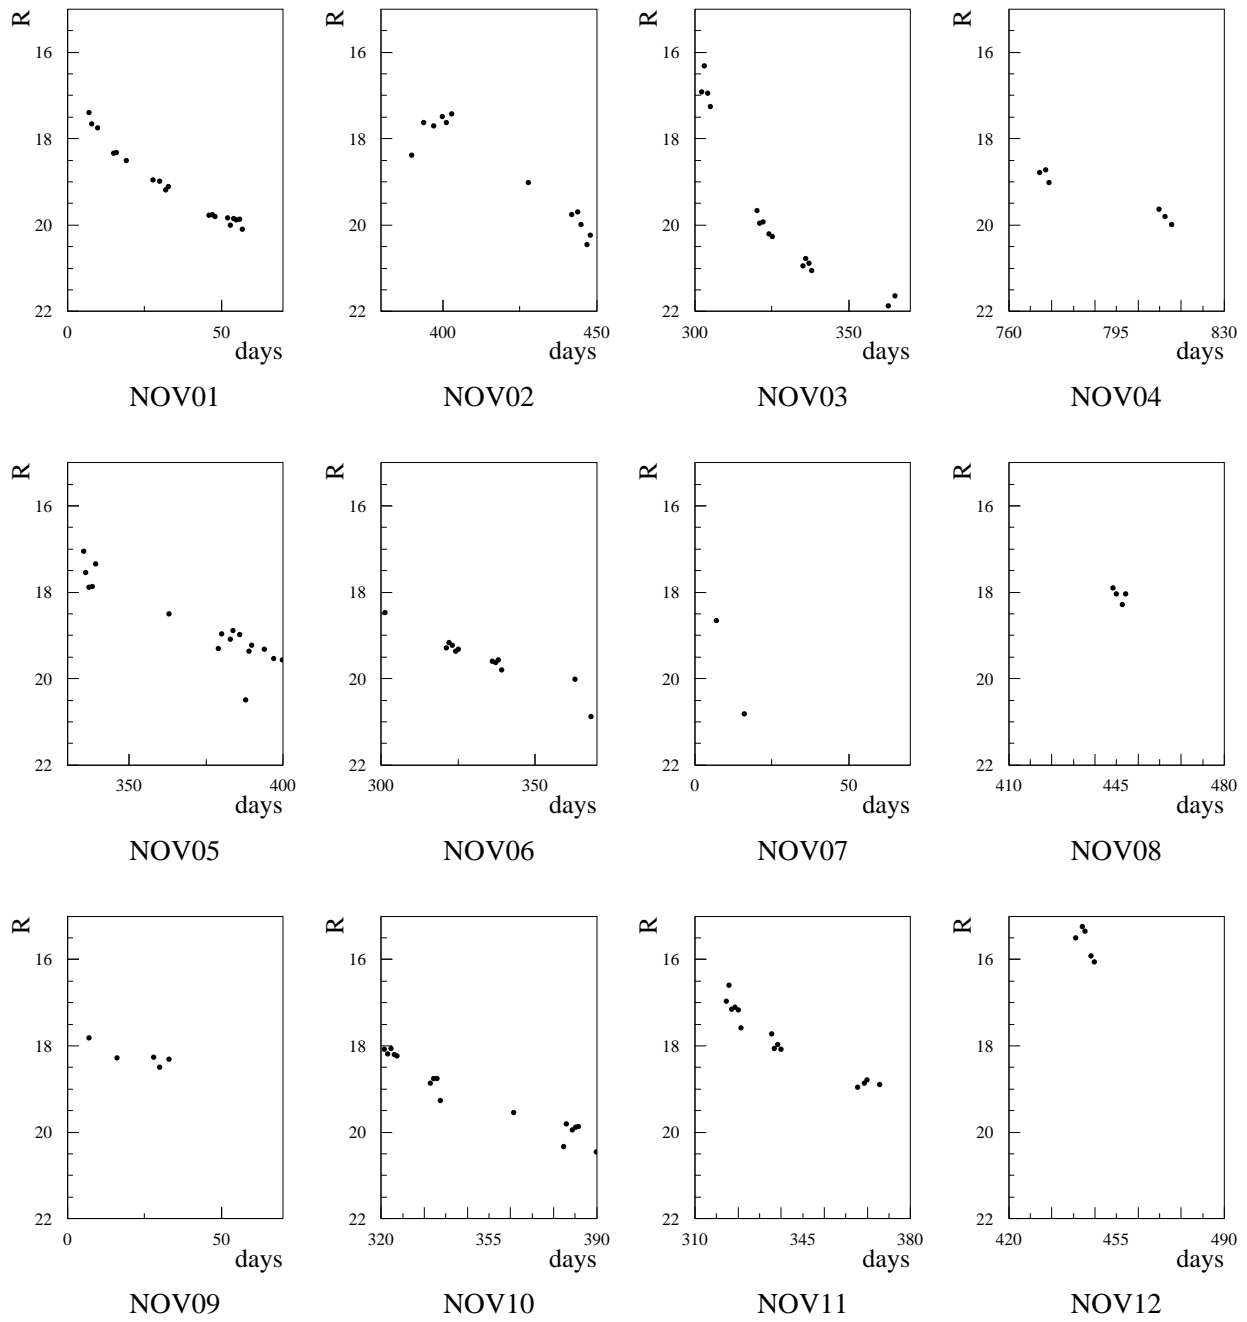 R R R R
16 16 16 16
18 18 18 18
20 20 20 20
22 22 22 22
0 50 400 450 300 350 760 795 830
days days days days
NOV01 NOV02 NOV03 NOV04
R R R R
16 16 16 16
18 18 18 18
20 20 20 20
22 22 22 22
350 400 300 350 0 50 410 445 480
days days days days
NOV05 NOV06 NOV07 NOV08
R R R R
16 16 16 16
18 18 18 18
20 20 20 20
22 22 22 22
0 50 320 355 390 310 345 380 420 455 490
days days days days
NOV09 NOV10 NOV11 NOV12